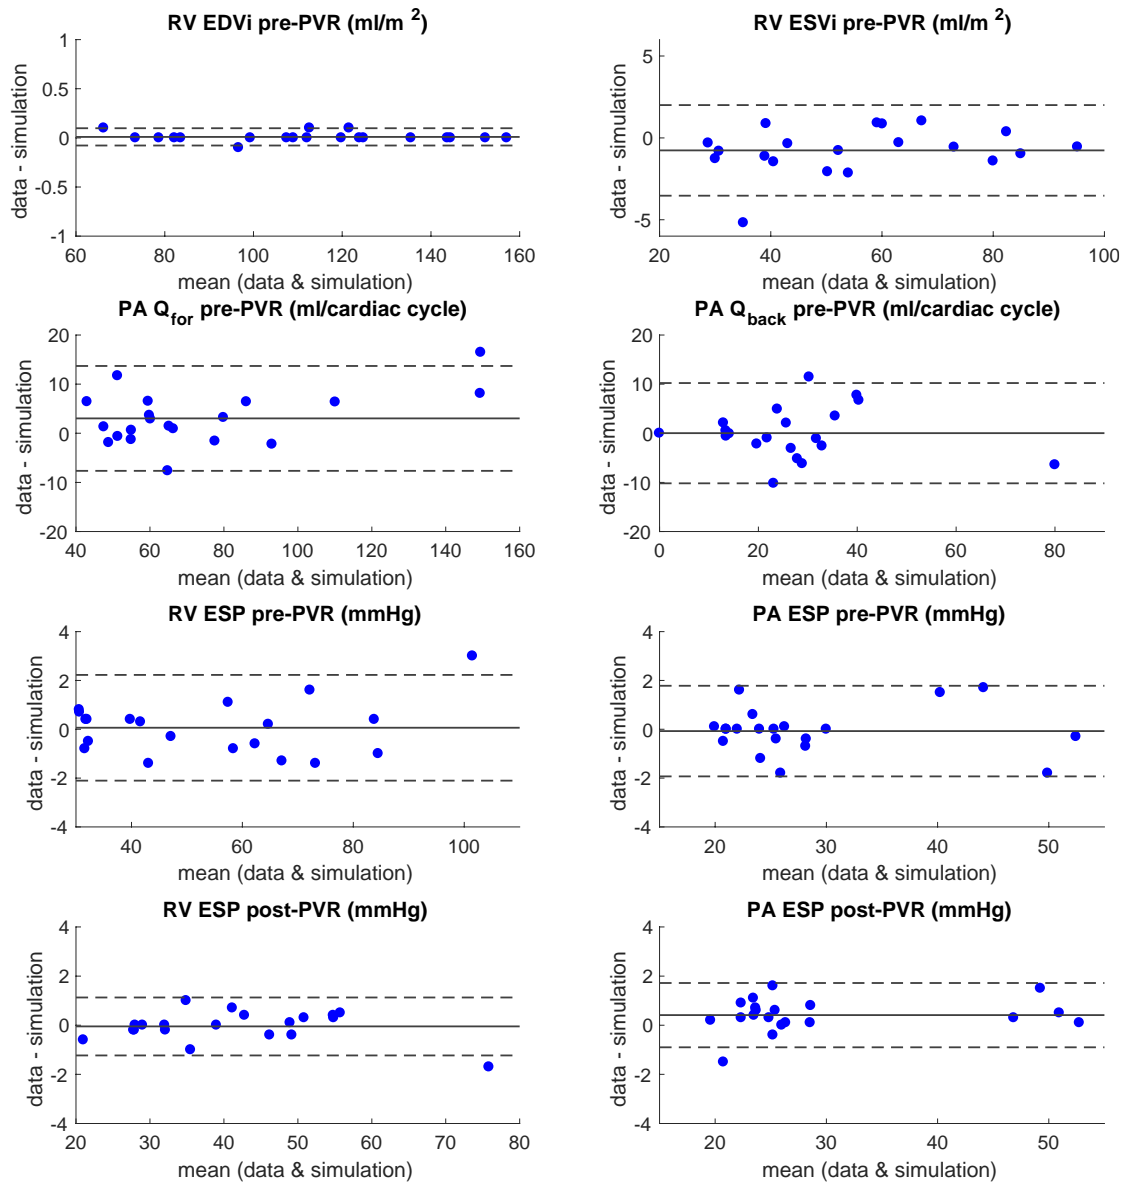 RV EDVi pre-PVR (ml/m 2)
1
0.5
0
-0.5
-1
data - simulation
60 80 100 120 140 160
mean (data & simulation)
RV ESVi pre-PVR (ml/m 2)
5
0
-5
data - simulation
20 40 60 80 100
mean (data & simulation)
PA Qfor pre-PVR (ml/cardiac cycle)
20
10
0
-10
-20
data - simulation
40 60 80 100 120 140 160
mean (data & simulation)
PA Qback pre-PVR (ml/cardiac cycle)
20
10
0
-10
-20
data - simulation
0 20 40 60 80
mean (data & simulation)
RV ESP pre-PVR (mmHg)
4
2
0
-2
-4
data - simulation
40 60 80 100
mean (data & simulation)
PA ESP pre-PVR (mmHg)
4
2
0
-2
-4
data - simulation
20 30 40 50
mean (data & simulation)
RV ESP post-PVR (mmHg)
4
2
0
-2
-4
data - simulation
20 30 40 50 60 70 80
mean (data & simulation)
PA ESP post-PVR (mmHg)
4
2
0
-2
-4
data - simulation
20 30 40 50
mean (data & simulation)